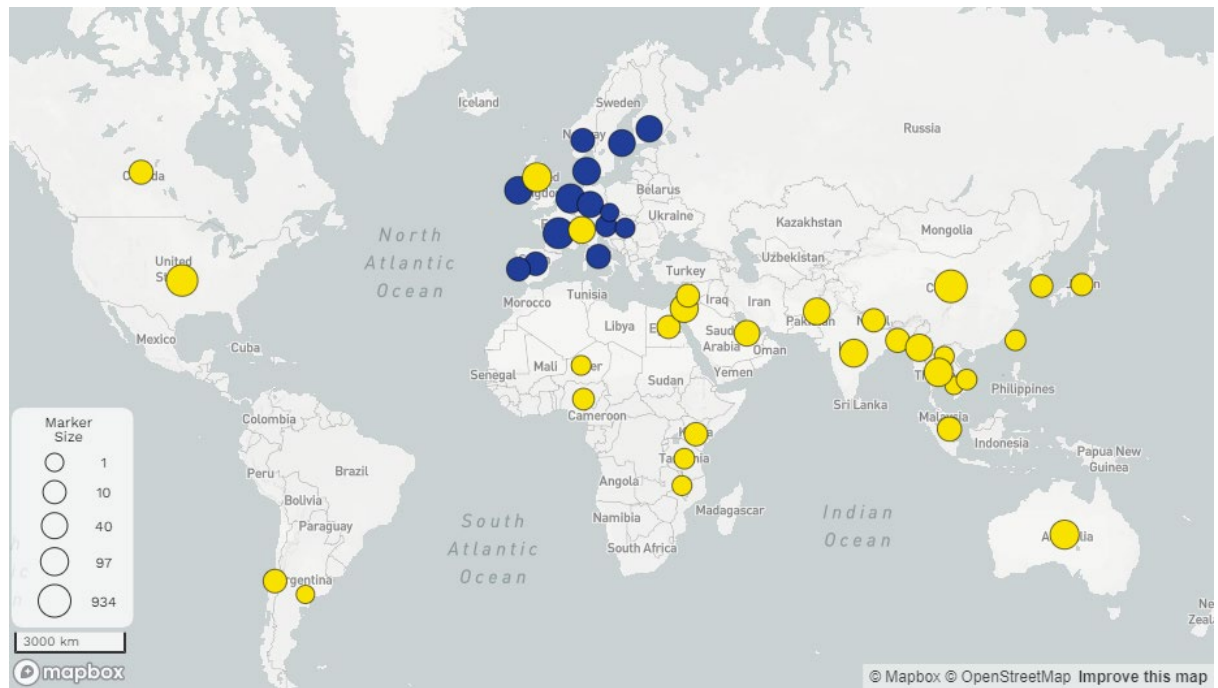 Iceland
Sweden
Russia
Belarus
Ukraine
Kazakhstan
Mongolia
Uzbekistan
North
Atlantic
Ocean
United
Turkey
Morocco
Tunisia
Iraq
Iran
Mexico
Cuba
Libya
Saudi
Arabia
Oman
Senegal
Mali
Sudan
Yemen
Philippines
Sri Lanka
Cameroon
Colombia
Malaysia
Indonesia
Papua New
Guinea
Peru
Brazil
Angola
Bolivia
Madagascar
Namibia
Paraguay
South
Atlantic
Ocean
Indian
Ocean
South Africa
Marker
Size
1
10
40
97
934
3000 km
mapbox
© Mapbox © OpenStreetMap Improve this map